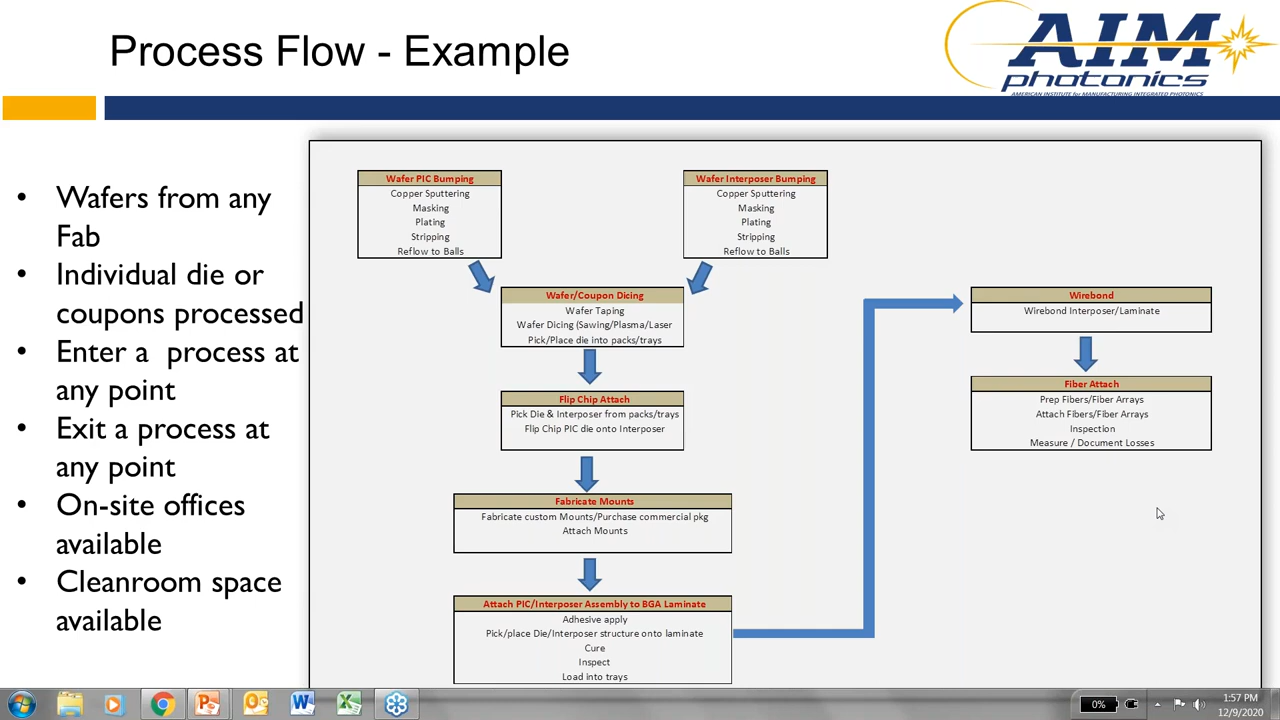 Process Flow - Example
AIM
photonics
AMERICAN INSTITUTE for MANUFACTURING INTEGRATED PHOTONICS
• Wafers from any
Fab
• Individual die or
coupons processed
• Enter a process at
any point
• Exit a process at
any point
• On-site offices
available
• Cleanroom space
available
Wafer PIC Bumping
Copper Sputtering
Masking
Plating
Stripping
Reflow to Balls
Wafer Interposer Bumping
Copper Sputtering
Masking
Plating
Stripping
Reflow to Balls
Wafer/Coupon Dicing
Wafer Taping
Wafer Dicing (Sawing/Plasma/Laser
Pick/Place die into packs/trays
Flip Chip Attach
Pick Die & Interposer from packs/trays
Flip Chip PIC die onto Interposer
Fabricate Mounts
Fabricate custom Mounts/Purchase commercial pkg
Attach Mounts
Attach PIC/Interposer Assembly to BGA Laminate
Adhesive apply
Pick/place Die/Interposer structure onto laminate
Cure
Inspect
Load into trays
Wirebond
Wirebond Interposer/Laminate
Fiber Attach
Prep Fibers/Fiber Arrays
Attach Fibers/Fiber Arrays
Inspection
Measure / Document Losses
0%
1:57 PM
12/9/2020